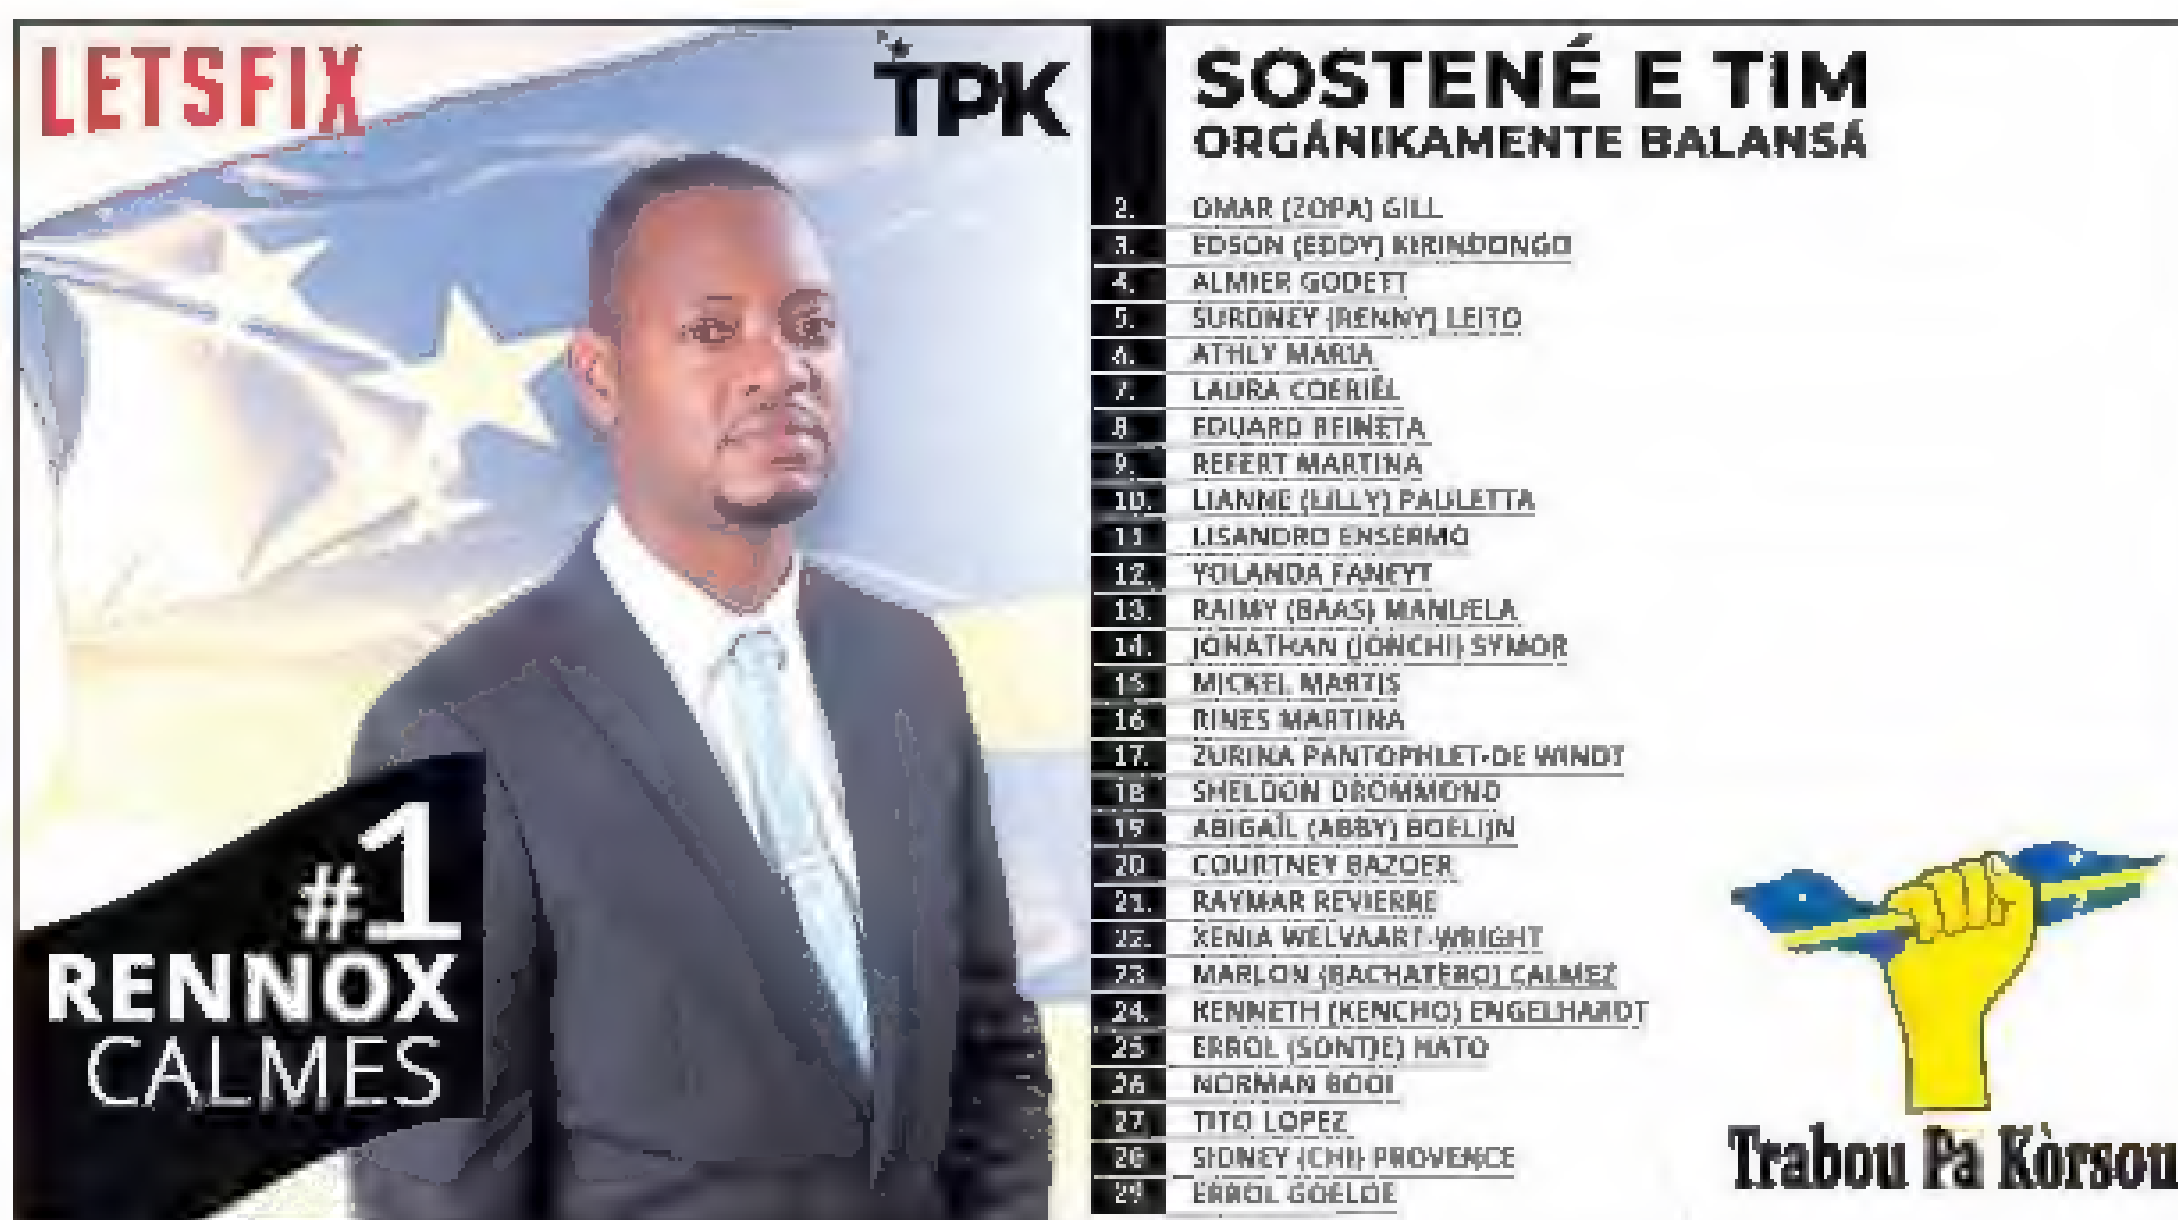 LETSFIX
TPK
#1
RENNOX
CALMES
SOSTENÉ E TIM
ORGÁNIKAMENTE BALANSÁ
2. OMAR (ZOPA) GILL
3. EDSON (EDDY) KIRINDONGO
4. ALMIER GODETT
5. SURDNEY (RENNY) LEITO
6. ATHLY MARIA
7. LAURA COERIËL
8. EDUARD REINETA
9. REFERT MARTINA
10. LIANNE (LILLY) PAULETTA
11. LISANDRO ENSERMO
12. YOLANDA FANEYT
13. RAIMY (BAAS) MANUELA
14. JONATHAN (JONCHI) SYMOR
15. MICKEL MARTIS
16. RINES MARTINA
17. ZURINA PANTOPHLET-DE WINDT
18. SHELDON DROMMOND
19. ABIGAÏL (ABBY) BOELIJN
20. COURTNEY BAZOER
21. RAYMAR REVIERRE
22. XENIA WELVAART-WRIGHT
23. MARLON (BACHATERO) CALMEZ
24. KENNETH (KENCHO) ENGELHARDT
25. ERROL (SONTJE) HATO
26. NORMAN BOOI
27. TITO LOPEZ
28. SIDNEY (CHI) PROVENCE
29. ERROL GOELOE
Trabou Pa Kòrsou